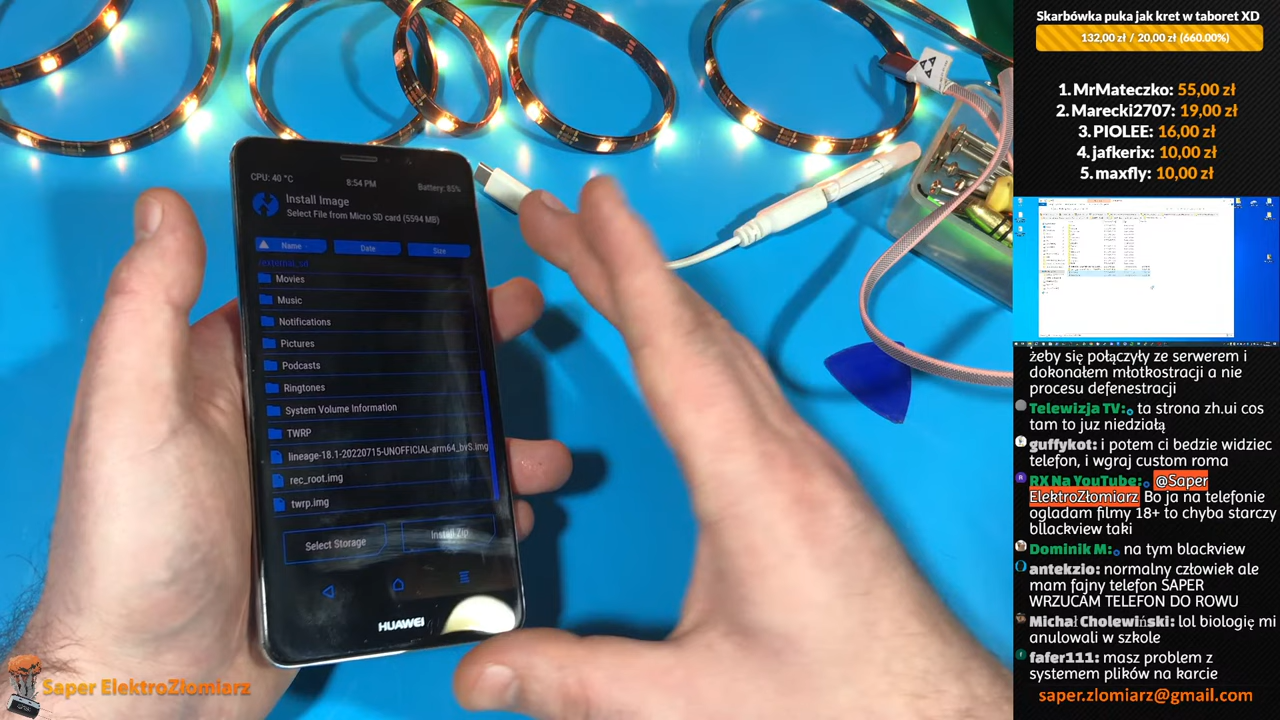 CPU: 40 °C
8:54 PM
Battery: 85%
Install Image
Select File from Micro SD card (5594 MB)
Name
Date
Size
/external_sd
Movies
Music
Notifications
Pictures
Podcasts
Ringtones
System Volume Information
TWRP
lineage-18.1-20220715-UNOFFICIAL-arm64_bvS.img
rec_root.img
twrp.img
Select Storage
Install Zip
HUAWEI
Saper ElektroZłomiarz
Skarbówka puka jak kret w taboret XD
132,00 zł / 20,00 zł (660.00%)
1. MrMateczko: 55,00 zł
2. Marecki2707: 19,00 zł
3. PIOLEE: 16,00 zł
4. jafkerix: 10,00 zł
5. maxfly: 10,00 zł
żeby się połączyły ze serwerem i
dokonałem młotkostracji a nie
procesu defenestracji
Telewizja TV: ta strona zh.ui cos
tam to juz niedziałą
guffykot: i potem ci będzie widziec
telefon, i wgraj custom roma
RX Na YouTube: @Saper
ElektroZłomiarz Bo ja na telefonie
ogladam filmy 18+ to chyba starczy
bllackview taki
Dominik M: na tym blackview
antekzio: normalny człowiek ale
mam fajny telefon SAPER
WRZUCAM TELEFON DO ROWU
Michał Cholewiński: lol biologię mi
anulowali w szkole
fafer111: masz problem z
systemem plików na karcie
saper.zlomiarz@gmail.com